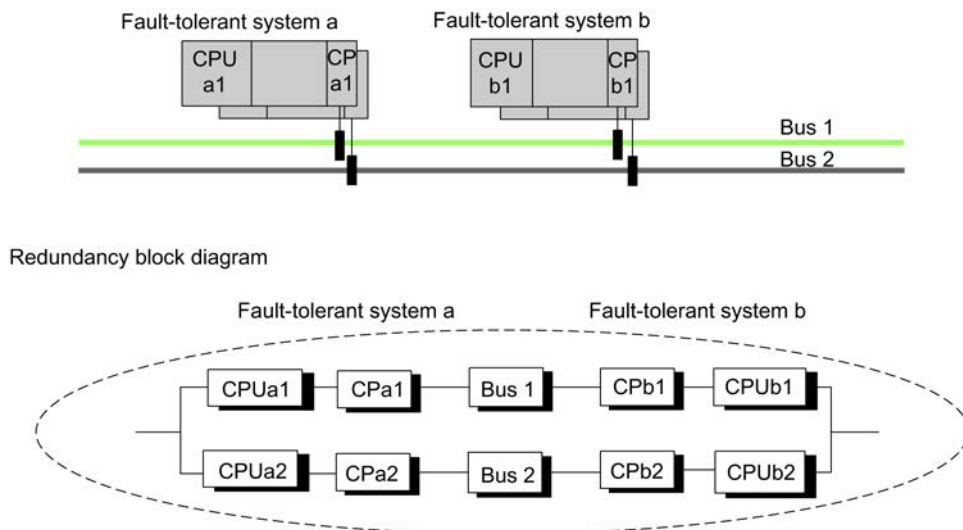 Fault-tolerant system a
Fault-tolerant system b
CPU a1
CP a1
CPU b1
CP b1
Bus 1
Bus 2
Redundancy block diagram
Fault-tolerant system a
Fault-tolerant system b
CPUa1
CPa1
Bus 1
CPb1
CPUb1
CPUa2
CPa2
Bus 2
CPb2
CPUb2